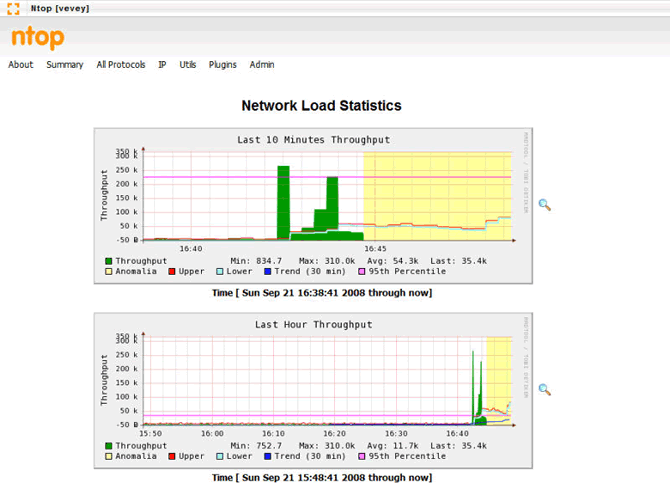 Ntop [vevey]
ntop
About Summary All Protocols IP Utils Plugins Admin
Network Load Statistics
Last 10 Minutes Throughput
350 k
300 k
250 k
200 k
150 k
100 k
50 k
-50 0
Throughput
16:40 16:45
Throughput Min: 834.7 Max: 310.0k Avg: 54.3k Last: 35.4k
Anomalia Upper Lower Trend (30 min) 95th Percentile
RRDTOOL / TOBI OETIKER
Time [ Sun Sep 21 16:38:41 2008 through now]
Last Hour Throughput
350 k
300 k
250 k
200 k
150 k
100 k
50 k
-50 0
Throughput
15:50 16:00 16:10 16:20 16:30 16:40
Throughput Min: 752.7 Max: 310.0k Avg: 11.7k Last: 35.4k
Anomalia Upper Lower Trend (30 min) 95th Percentile
RRDTOOL / TOBI OETIKER
Time [ Sun Sep 21 15:48:41 2008 through now]